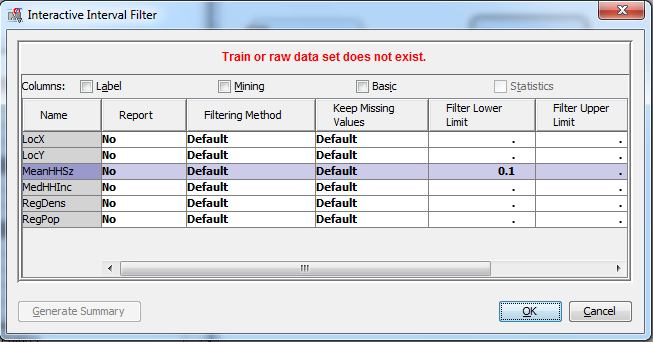 Interactive Interval Filter
Train or raw data set does not exist.
Columns: Label Mining Basic Statistics
Name Report Filtering Method Keep Missing Values Filter Lower Limit Filter Upper Limit
LocX No Default Default . .
LocY No Default Default . .
MeanHHSz No Default Default 0.1 .
MedHHInc No Default Default . .
RegDens No Default Default . .
RegPop No Default Default . .
Generate Summary OK Cancel